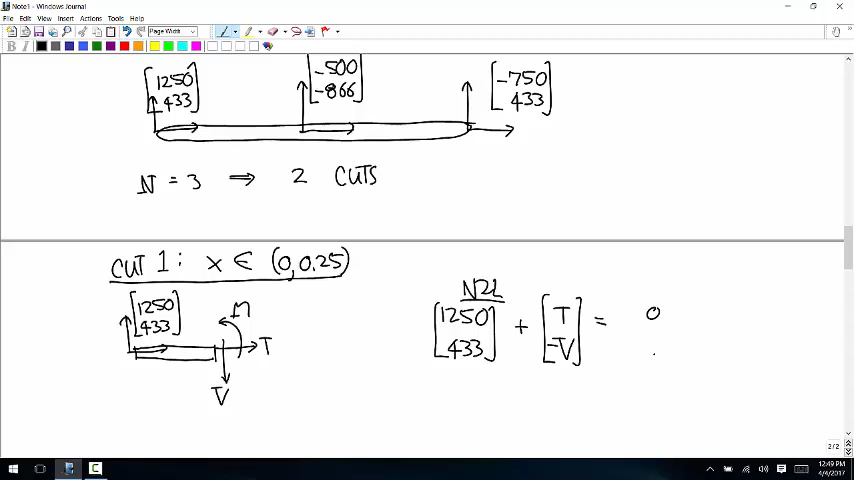 Note1 - Windows Journal
File Edit View Insert Actions Tools Help
Page Width
B I
1250 433
-500 -866
-750 433
N = 3 ⇒ 2 CUTS
CUT 1: x ∈ (0, 0.25)
1250 433
M
T
V
N2L
[1250 433] + [T -V] = 0
2/2
12:49 PM
4/4/2017